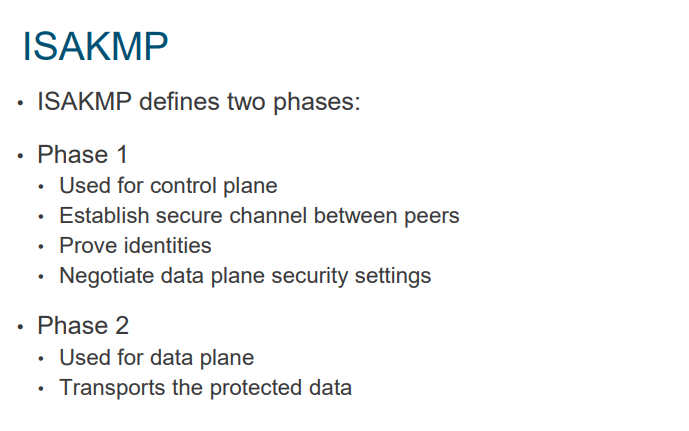 ISAKMP
• ISAKMP defines two phases:
• Phase 1
• Used for control plane
• Establish secure channel between peers
• Prove identities
• Negotiate data plane security settings
• Phase 2
• Used for data plane
• Transports the protected data